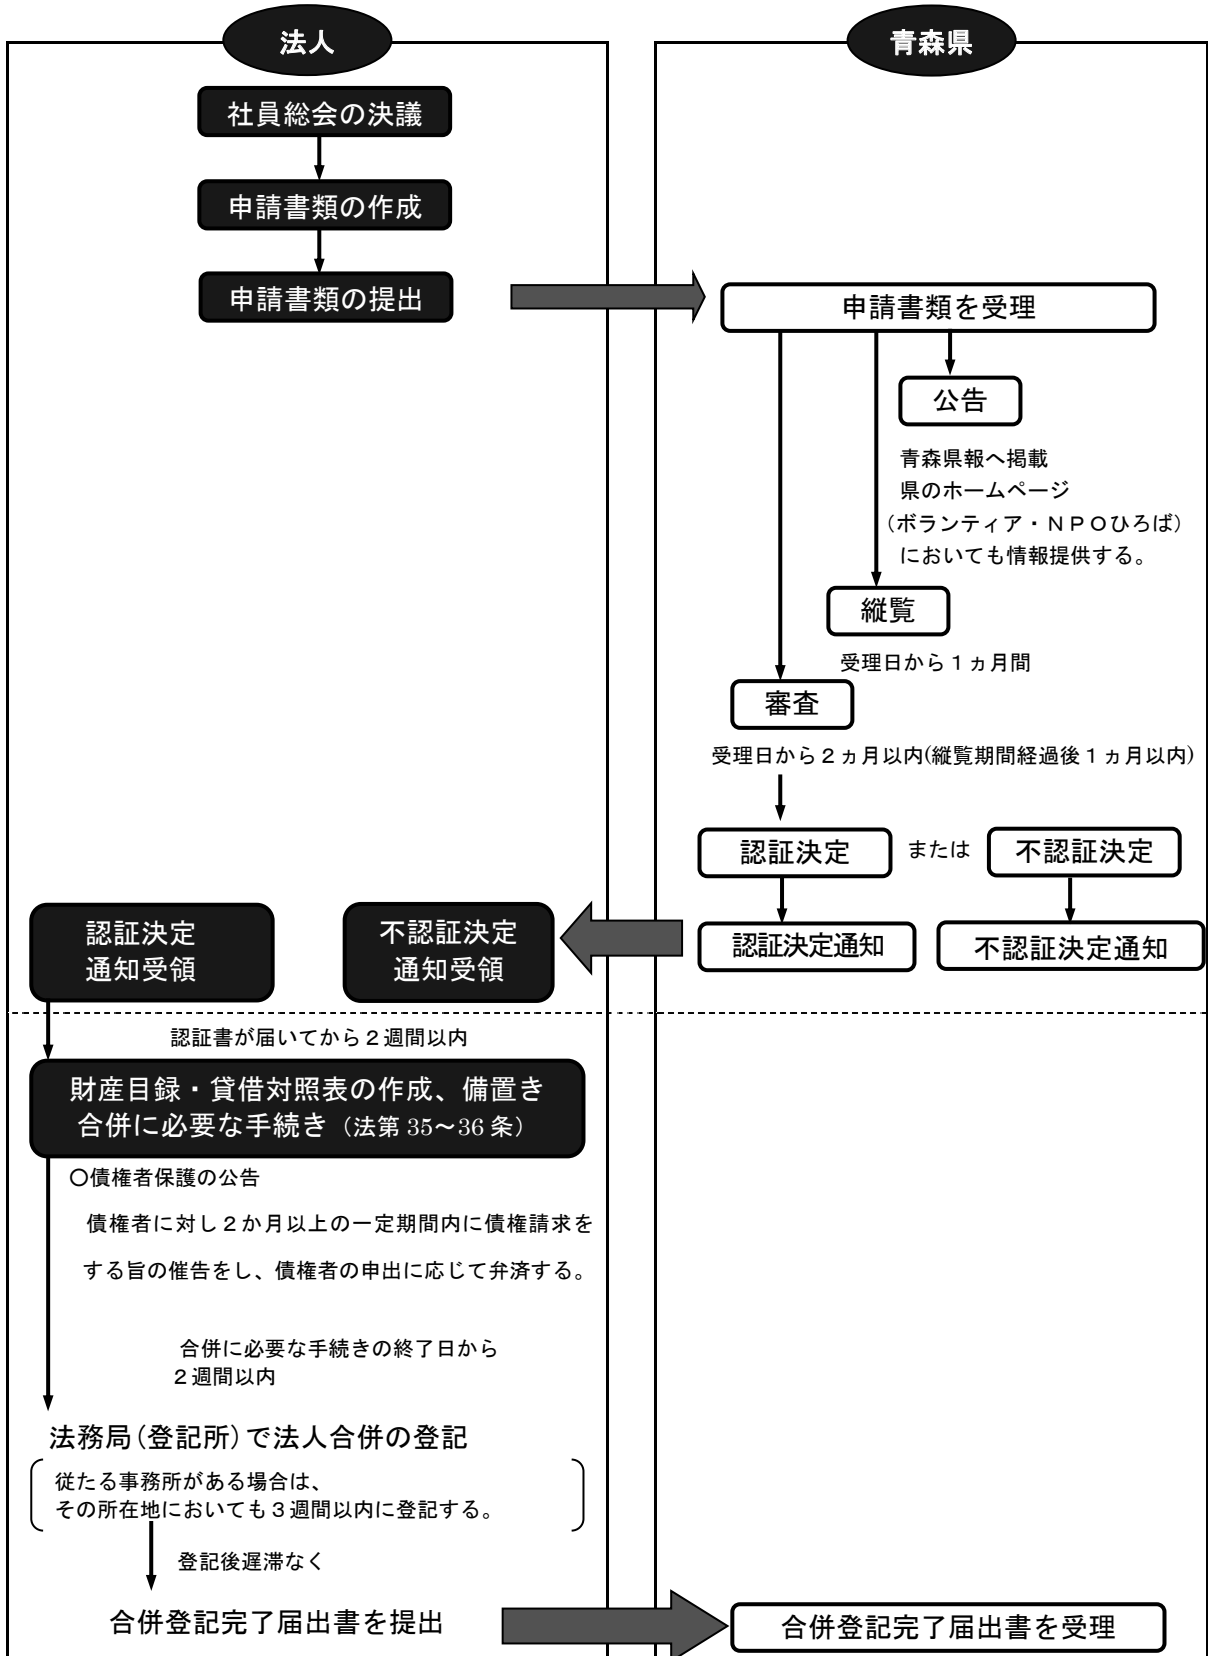 法人
青森県
社員総会の決議
申請書類の作成
申請書類の提出
申請書類を受理
公告
青森県報へ掲載
県のホームページ
（ボランティア・ＮＰＯひろば）
においても情報提供する。
縦覧
受理日から１ヵ月間
審査
受理日から２ヵ月以内(縦覧期間経過後１ヵ月以内)
認証決定
または
不認証決定
認証決定
通知受領
不認証決定
通知受領
認証決定通知
不認証決定通知
認証書が届いてから２週間以内
財産目録・貸借対照表の作成、備置き
合併に必要な手続き（法第 35～36 条）
○債権者保護の公告
債権者に対し２か月以上の一定期間内に債権請求を
する旨の催告をし、債権者の申出に応じて弁済する。
合併に必要な手続きの終了日から
２週間以内
法務局(登記所)で法人合併の登記
従たる事務所がある場合は、
その所在地においても３週間以内に登記する。
登記後遅滞なく
合併登記完了届出書を提出
合併登記完了届出書を受理